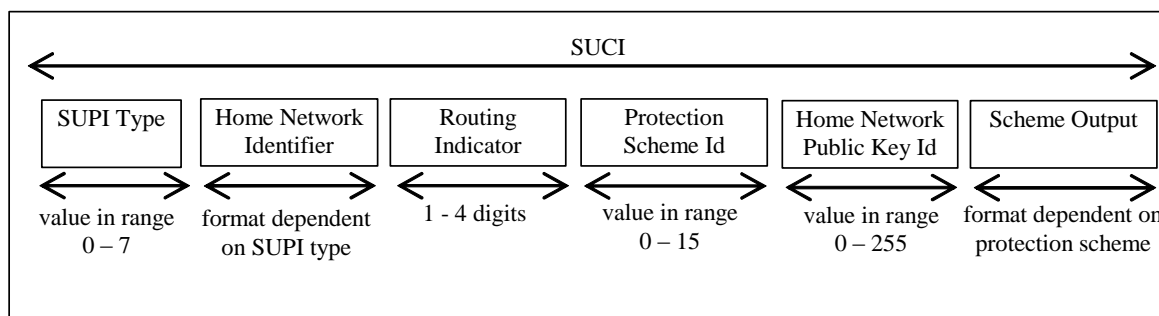 SUCI
SUPI Type
Home Network
Identifier
Routing
Indicator
Protection
Scheme Id
Home Network
Public Key Id
Scheme Output
value in range
0 – 7
format dependent
on SUPI type
1 - 4 digits
value in range
0 – 15
value in range
0 – 255
format dependent on
protection scheme